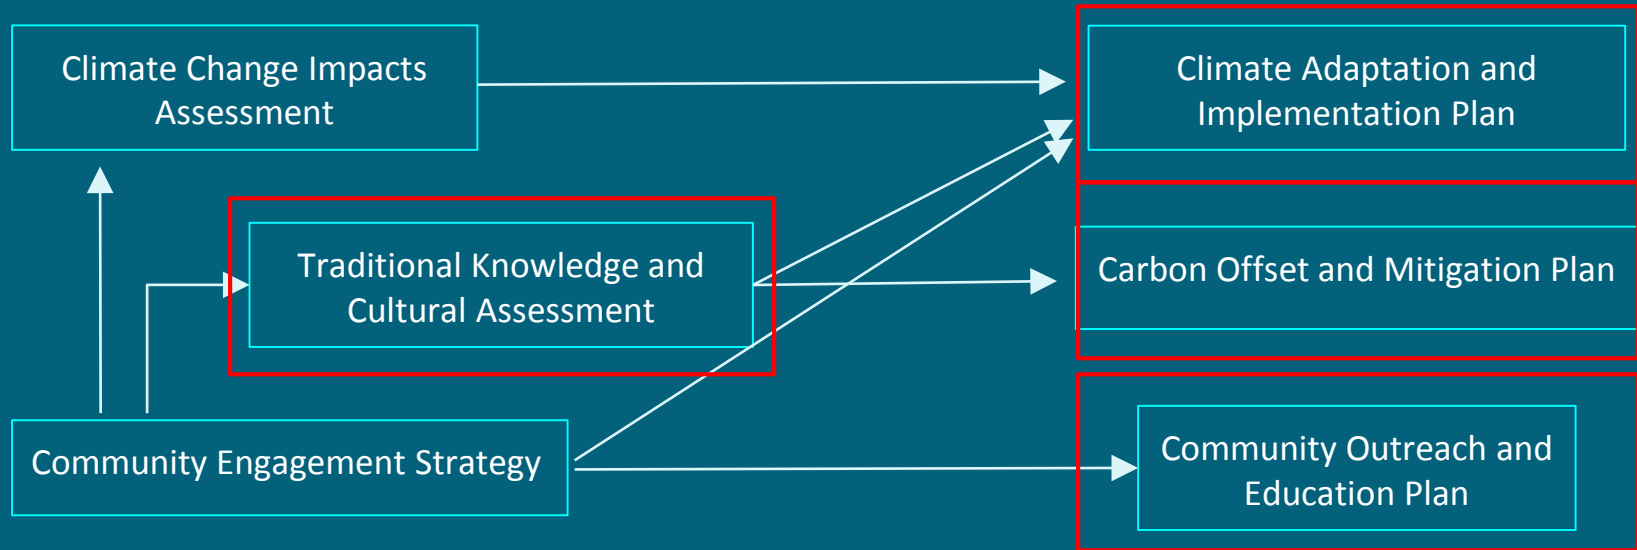 Climate Change Impacts
Assessment
Climate Adaptation and
Implementation Plan
Traditional Knowledge and
Cultural Assessment
Carbon Offset and Mitigation Plan
Community Engagement Strategy
Community Outreach and
Education Plan